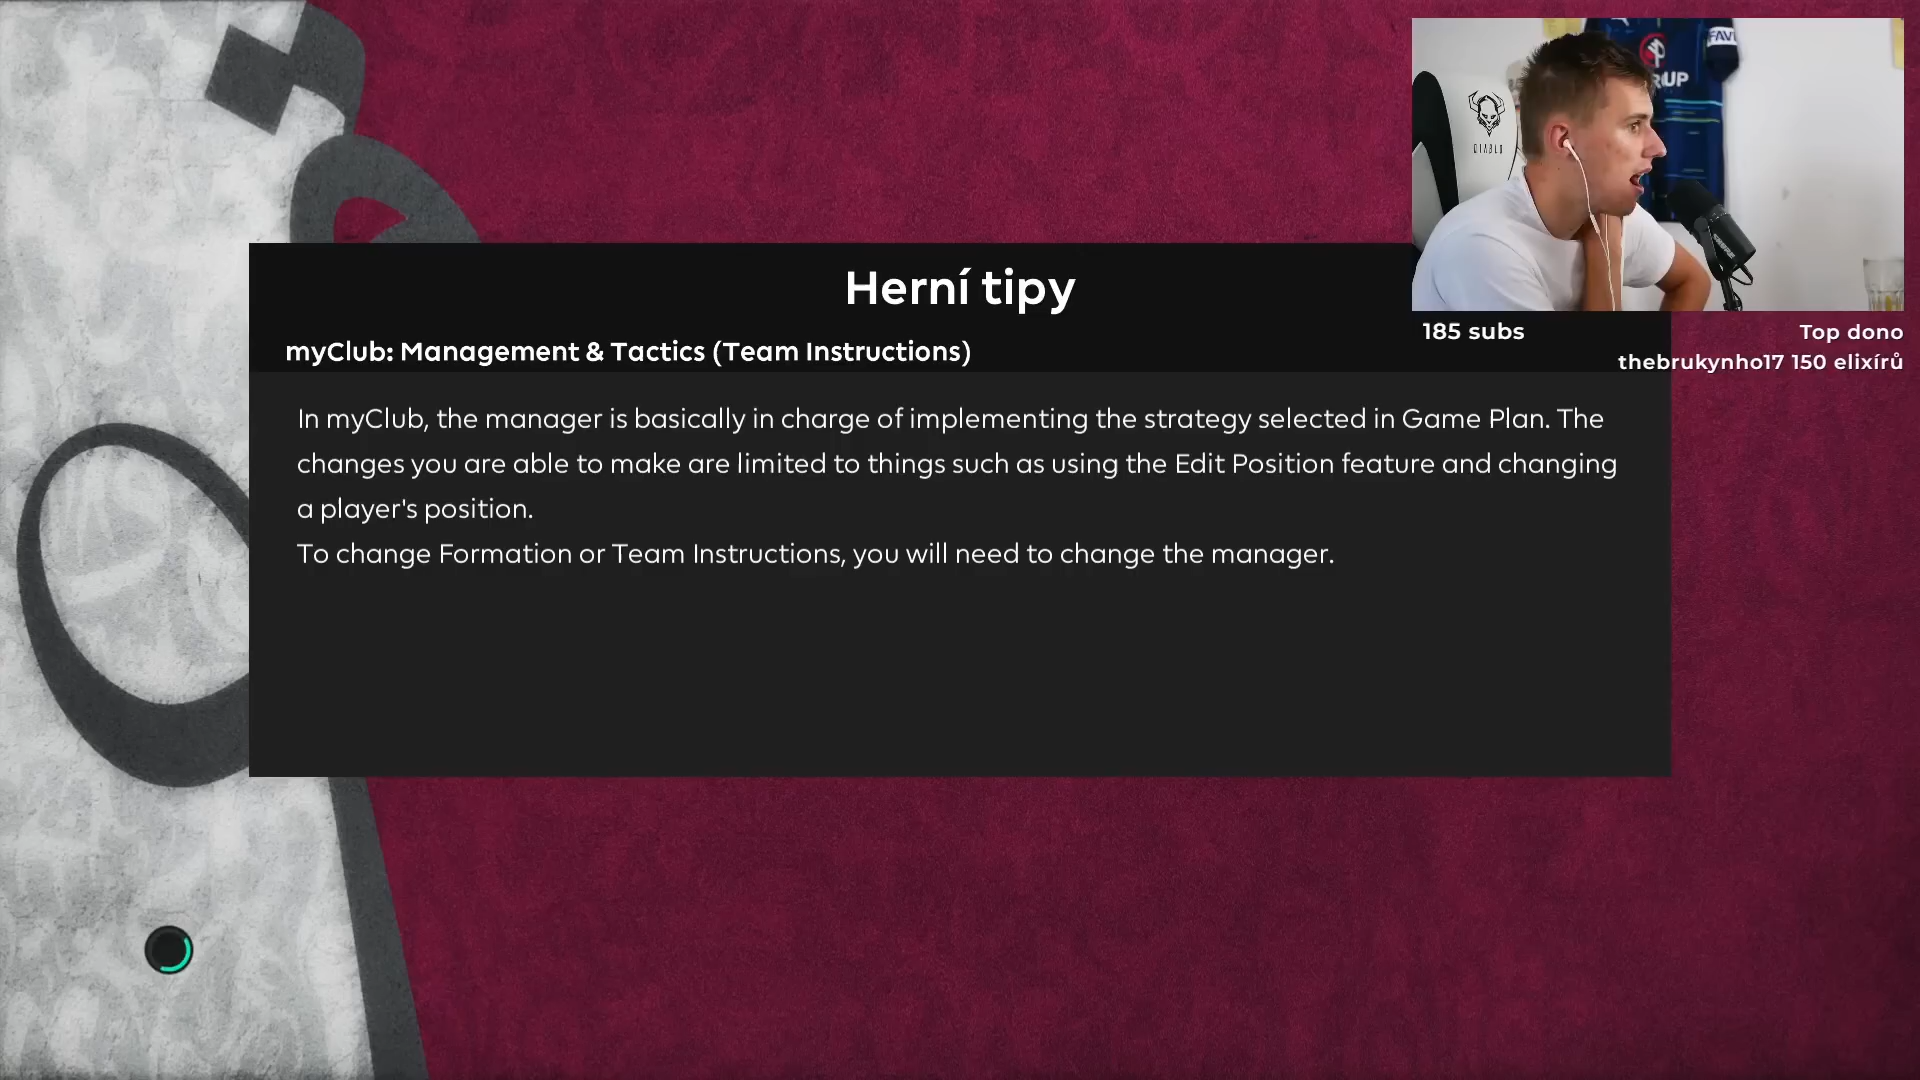 FAV
RUP
DIABLO
Herní tipy
185 subs
Top dono
myClub: Management & Tactics (Team Instructions)
thebrukynho17 150 elixírů
In myClub, the manager is basically in charge of implementing the strategy selected in Game Plan. The
changes you are able to make are limited to things such as using the Edit Position feature and changing
a player's position.
To change Formation or Team Instructions, you will need to change the manager.